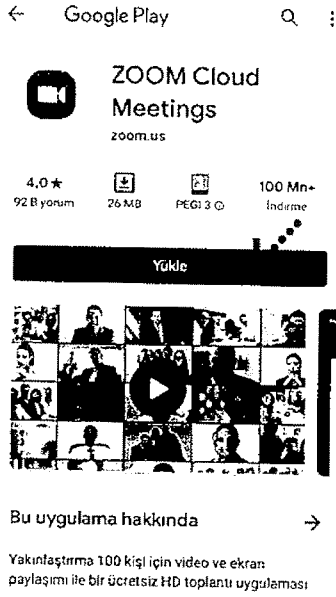 Google Play
ZOOM Cloud
Meetings
zoom.us
4,0★
92 B yorum
26 MB
PEGI 3
100 Mn+
İndirme
Yükle
Bu uygulama hakkında
Yakınlaştırma 100 kişi için video ve ekran
paylaşımı ile bir ücretsiz HD toplantı uygulaması